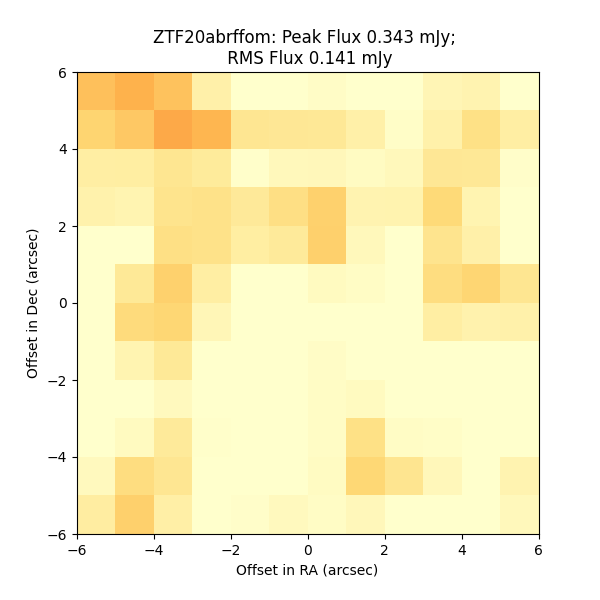 ZTF20abrffom: Peak Flux 0.343 mJy;
RMS Flux 0.141 mJy
6
4
2
0
−2
−4
−6
Offset in Dec (arcsec)
−6 −4 −2 0 2 4 6
Offset in RA (arcsec)